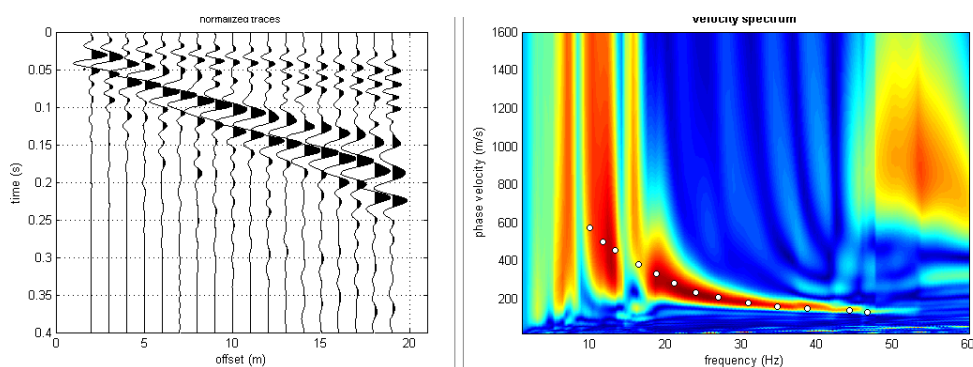 normalized traces
0
0.05
0.1
0.15
0.2
0.25
0.3
0.35
0.4
time (s)
0 5 10 15 20
offset (m)
velocity spectrum
1600
1400
1200
1000
800
600
400
200
phase velocity (m/s)
10 20 30 40 50 60
frequency (Hz)